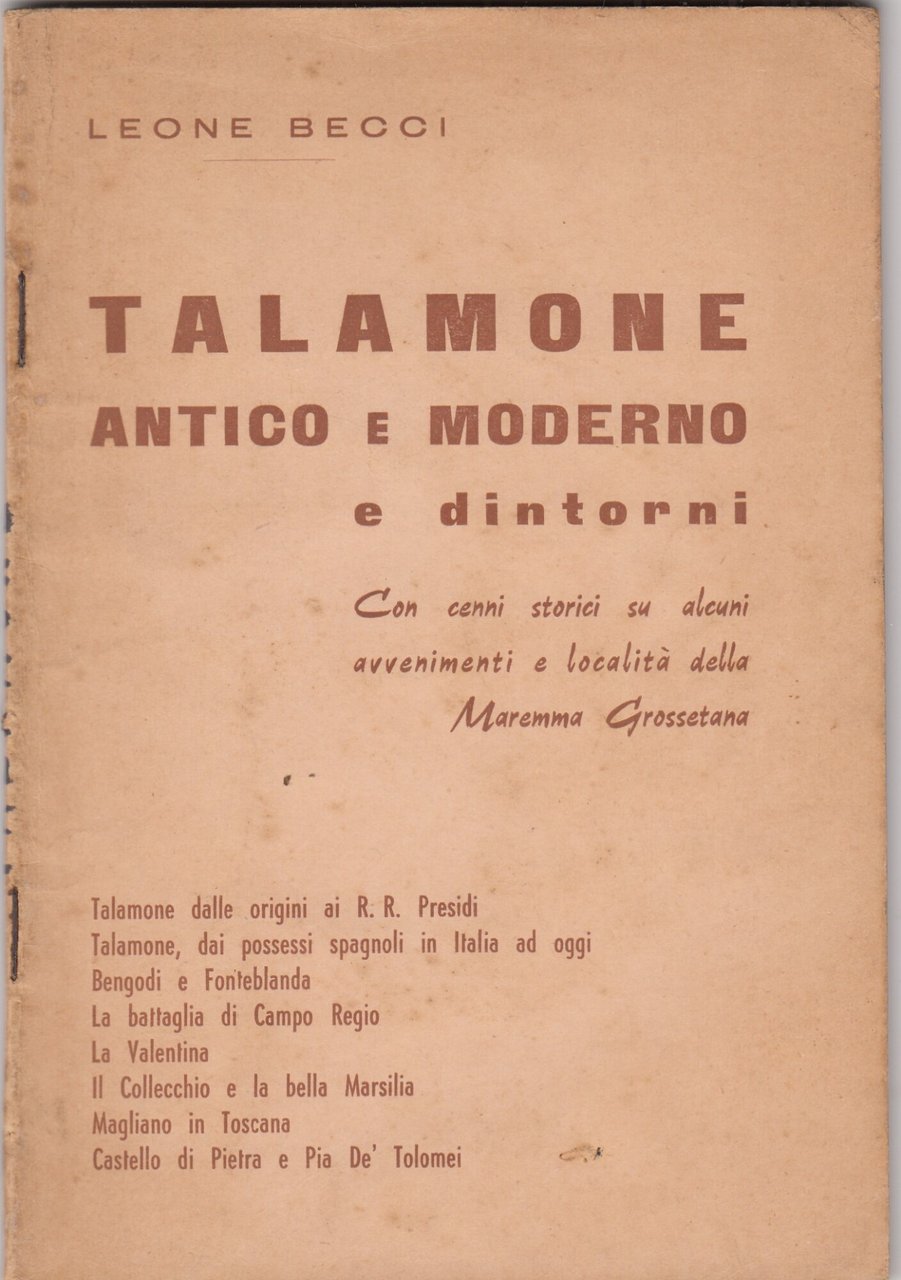 LEONE BECCI
TALAMONE
ANTICO E MODERNO
e dintorni
Con cenni storici su alcuni
avvenimenti e località della
Maremma Grossetana
Talamone dalle origini ai R. R. Presidi
Talamone, dai possessi spagnoli in Italia ad oggi
Bengodi e Fonteblanda
La battaglia di Campo Regio
La Valentina
Il Collecchio e la bella Marsilia
Magliano in Toscana
Castello di Pietra e Pia De' Tolomei